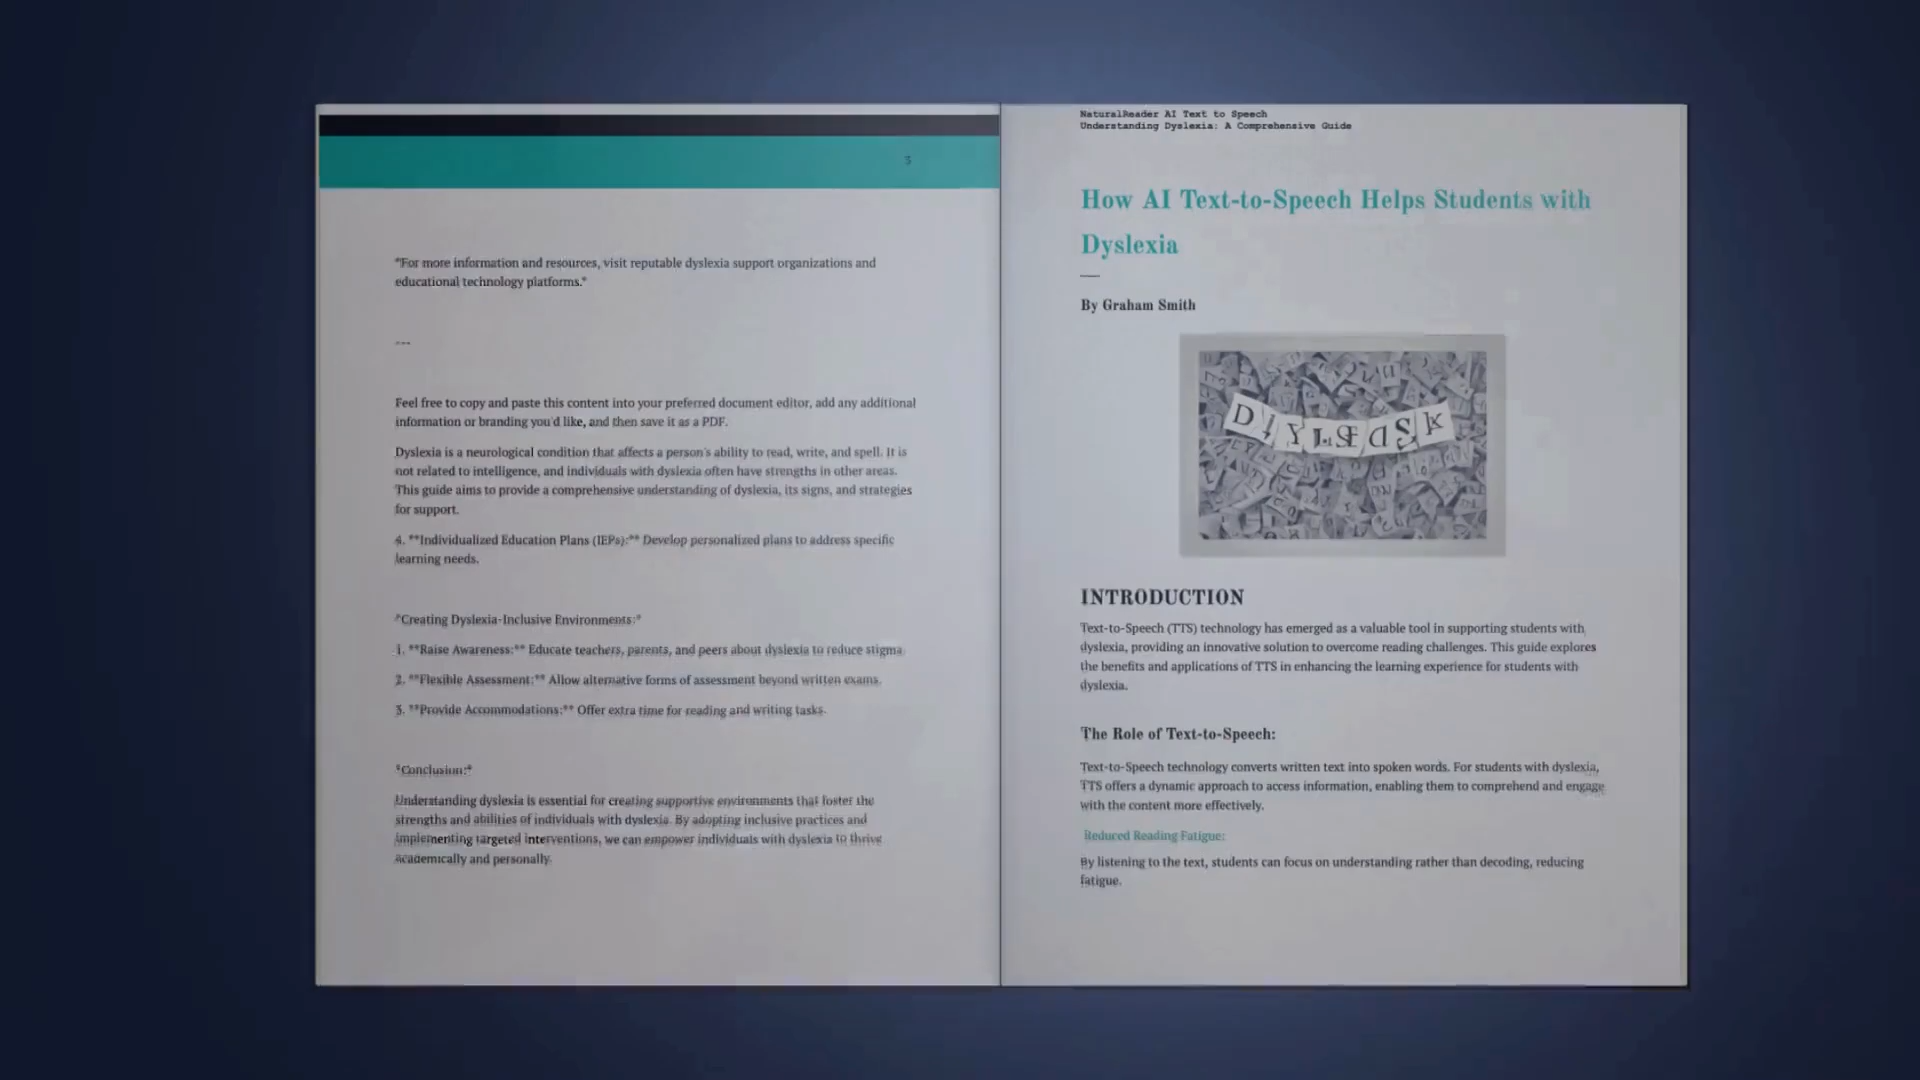 3
"For more information and resources, visit reputable dyslexia support organizations and
educational technology platforms.*
---
Feel free to copy and paste this content into your preferred document editor, add any additional
information or branding you'd like, and then save it as a PDF.
Dyslexia is a neurological condition that affects a person's ability to read, write, and spell. It is
not related to intelligence, and individuals with dyslexia often have strengths in other areas.
This guide aims to provide a comprehensive understanding of dyslexia, its signs, and strategies
for support.
4. **Individualized Education Plans (IEPs):** Develop personalized plans to address specific
learning needs.
*Creating Dyslexia-Inclusive Environments:*
1. **Raise Awareness:** Educate teachers, parents, and peers about dyslexia to reduce stigma.
2. **Flexible Assessment:** Allow alternative forms of assessment beyond written exams.
3. **Provide Accommodations:** Offer extra time for reading and writing tasks.
*Conclusion:*
Understanding dyslexia is essential for creating supportive environments that foster the
strengths and abilities of individuals with dyslexia. By adopting inclusive practices and
implementing targeted interventions, we can empower individuals with dyslexia to thrive
academically and personally.
NaturalReader AI Text to Speech
Understanding Dyslexia: A Comprehensive Guide
How AI Text-to-Speech Helps Students with
Dyslexia
By Graham Smith
INTRODUCTION
Text-to-Speech (TTS) technology has emerged as a valuable tool in supporting students with
dyslexia, providing an innovative solution to overcome reading challenges. This guide explores
the benefits and applications of TTS in enhancing the learning experience for students with
dyslexia.
The Role of Text-to-Speech:
Text-to-Speech technology converts written text into spoken words. For students with dyslexia,
TTS offers a dynamic approach to access information, enabling them to comprehend and engage
with the content more effectively.
Reduced Reading Fatigue:
By listening to the text, students can focus on understanding rather than decoding, reducing
fatigue.